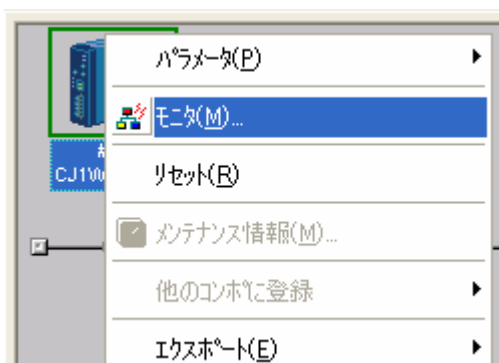 パラメータ(P)
モニタ(M)...
CJ1W
リセット(R)
メンテナンス情報(M)...
他のコンポに登録
エクスポート(E)